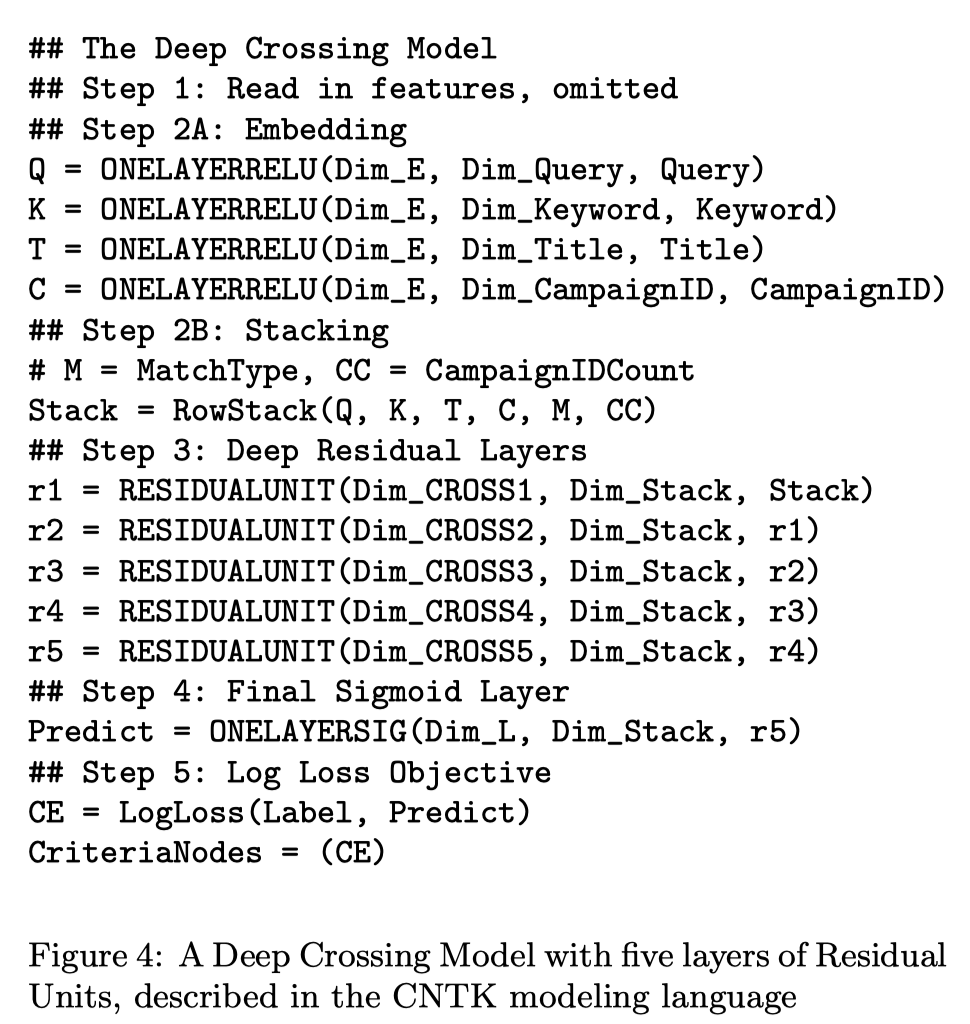 ## The Deep Crossing Model
## Step 1: Read in features, omitted
## Step 2A: Embedding
Q = ONELAYERRELU(Dim_E, Dim_Query, Query)
K = ONELAYERRELU(Dim_E, Dim_Keyword, Keyword)
T = ONELAYERRELU(Dim_E, Dim_Title, Title)
C = ONELAYERRELU(Dim_E, Dim_CampaignID, CampaignID)
## Step 2B: Stacking
# M = MatchType, CC = CampaignIDCount
Stack = RowStack(Q, K, T, C, M, CC)
## Step 3: Deep Residual Layers
r1 = RESIDUALUNIT(Dim_CROSS1, Dim_Stack, Stack)
r2 = RESIDUALUNIT(Dim_CROSS2, Dim_Stack, r1)
r3 = RESIDUALUNIT(Dim_CROSS3, Dim_Stack, r2)
r4 = RESIDUALUNIT(Dim_CROSS4, Dim_Stack, r3)
r5 = RESIDUALUNIT(Dim_CROSS5, Dim_Stack, r4)
## Step 4: Final Sigmoid Layer
Predict = ONELAYERSIG(Dim_L, Dim_Stack, r5)
## Step 5: Log Loss Objective
CE = LogLoss(Label, Predict)
CriteriaNodes = (CE)
Figure 4: A Deep Crossing Model with five layers of Residual
Units, described in the CNTK modeling language